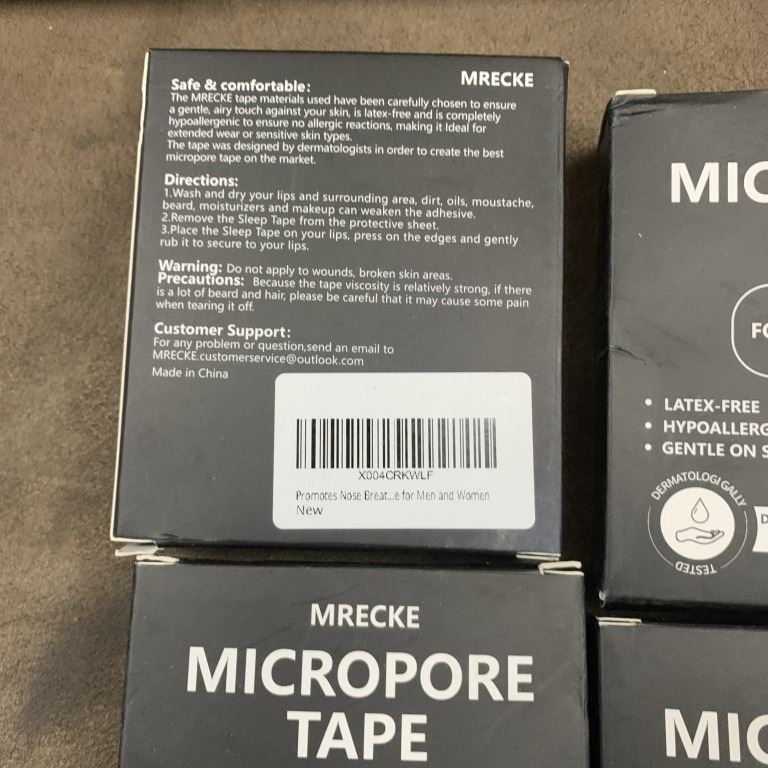 MRECKE
Safe & comfortable:
The MRECKE tape materials used have been carefully chosen to ensure
a gentle, airy touch against your skin, is latex-free and is completely
hypoallergenic to ensure no allergic reactions, making it Ideal for
extended wear or sensitive skin types.
The tape was designed by dermatologists in order to create the best
micropore tape on the market.
Directions:
1.Wash and dry your lips and surrounding area, dirt, oils, moustache,
beard, moisturizers and makeup can weaken the adhesive.
2.Remove the Sleep Tape from the protective sheet.
3.Place the Sleep Tape on your lips, press on the edges and gently
rub it to secure to your lips.
Warning: Do not apply to wounds, broken skin areas.
Precautions: Because the tape viscosity is relatively strong, if there
is a lot of beard and hair, please be careful that it may cause some pain
when tearing it off.
Customer Support:
For any problem or question,send an email to
MRECKE.customerservice@outlook.com
Made in China
X004CRKWLF
Promotes Nose Breat...e for Men and Women
New
MRECKE
MICROPORE
TAPE
MIC
FO
• LATEX-FREE
• HYPOALLERG
• GENTLE ON S
DERMATOLOGICALLY
TESTED
D
MIC